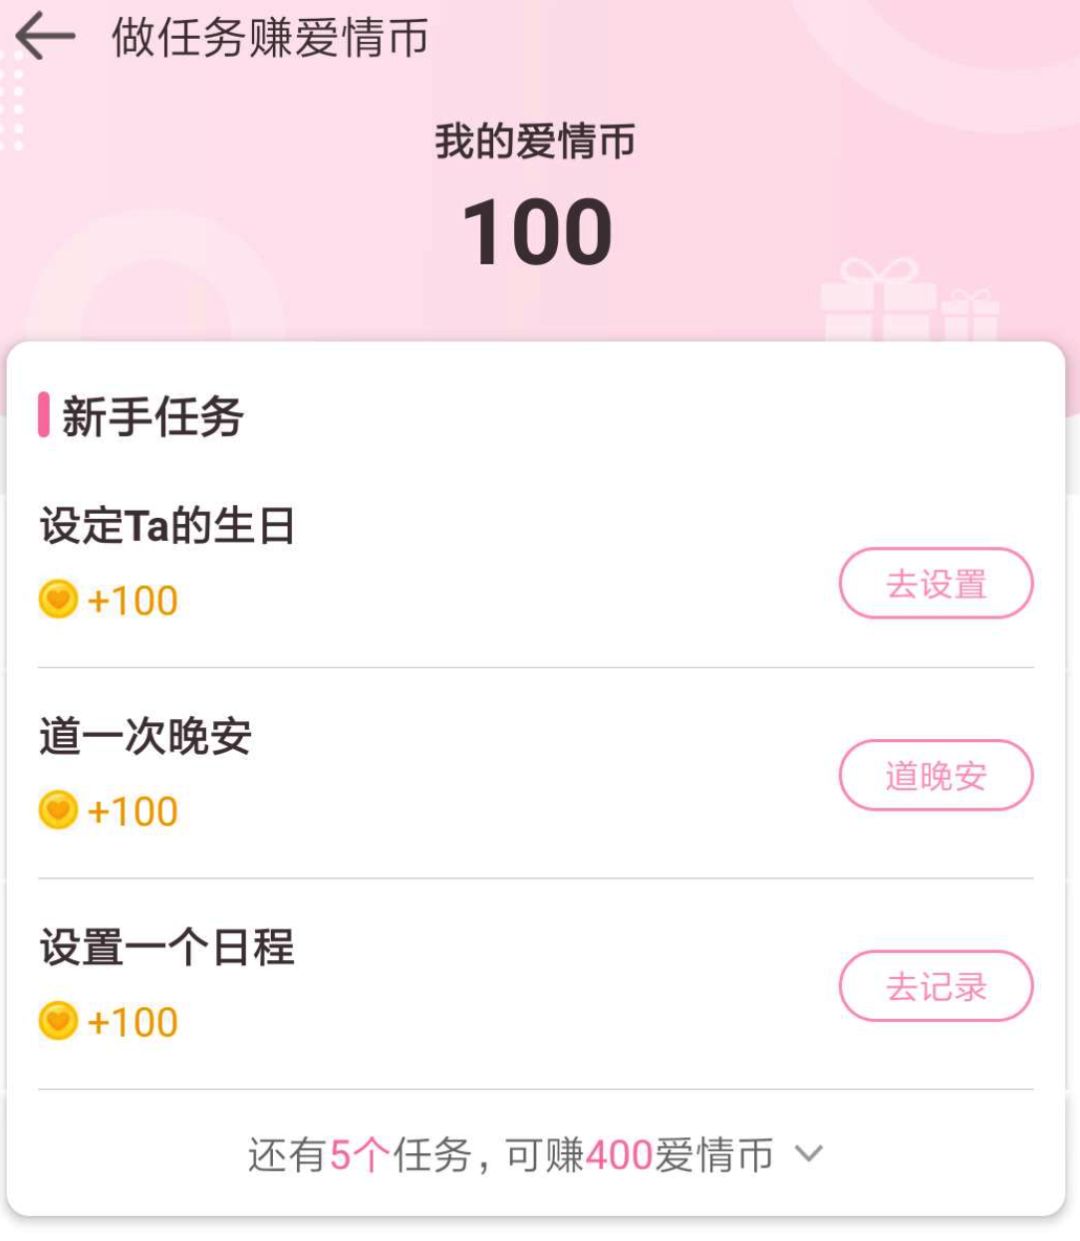 做任务赚爱情币
我的爱情币
100
新手任务
设定Ta的生日
+100
去设置
道一次晚安
+100
道晚安
设置一个日程
+100
去记录
还有5个任务，可赚400爱情币